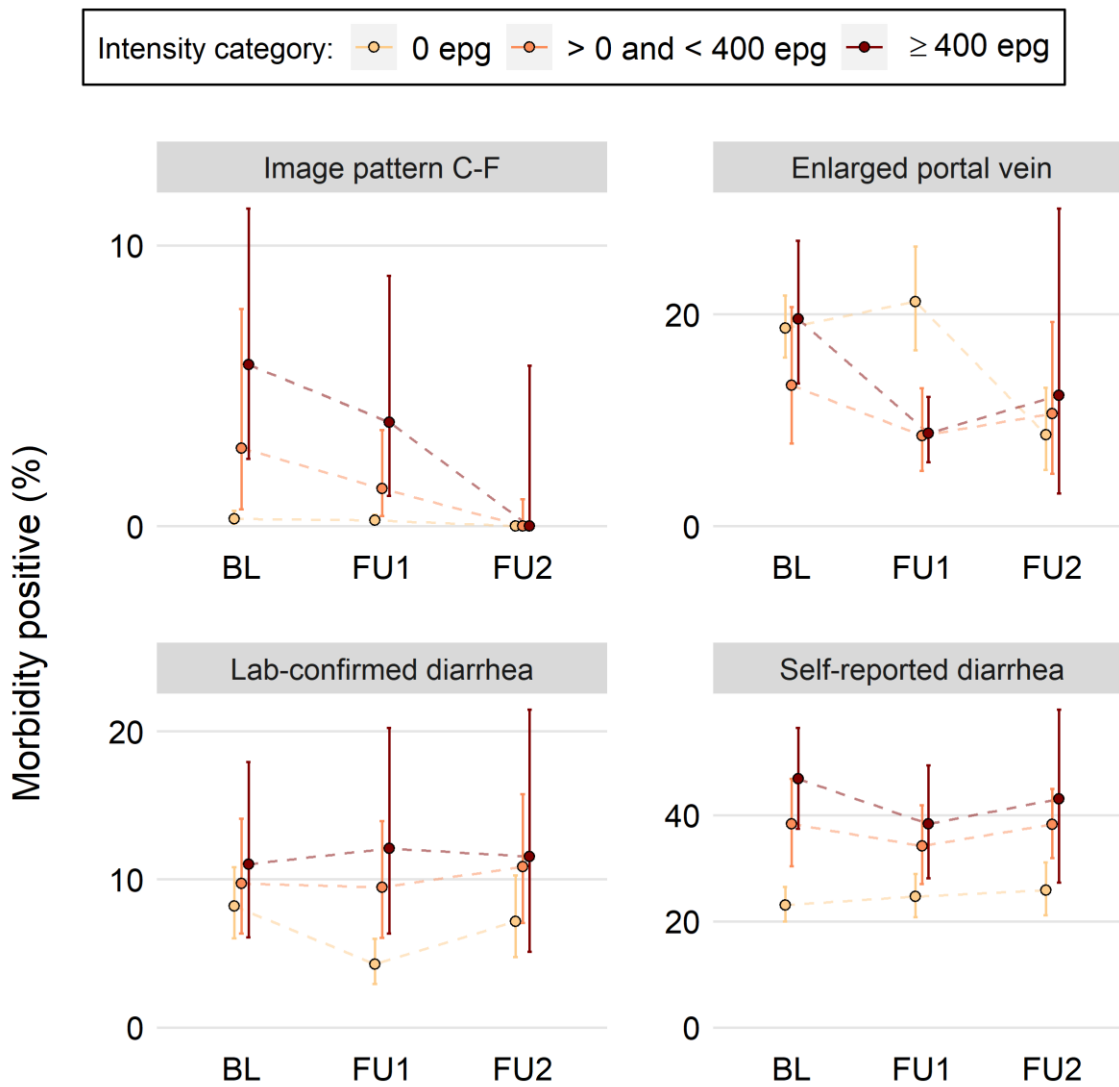 Intensity category: 0 epg > 0 and < 400 epg ≥ 400 epg
Morbidity positive (%)
Image pattern C-F
10
0
BL FU1 FU2
Enlarged portal vein
20
0
BL FU1 FU2
Lab-confirmed diarrhea
20
10
0
BL FU1 FU2
Self-reported diarrhea
40
20
0
BL FU1 FU2